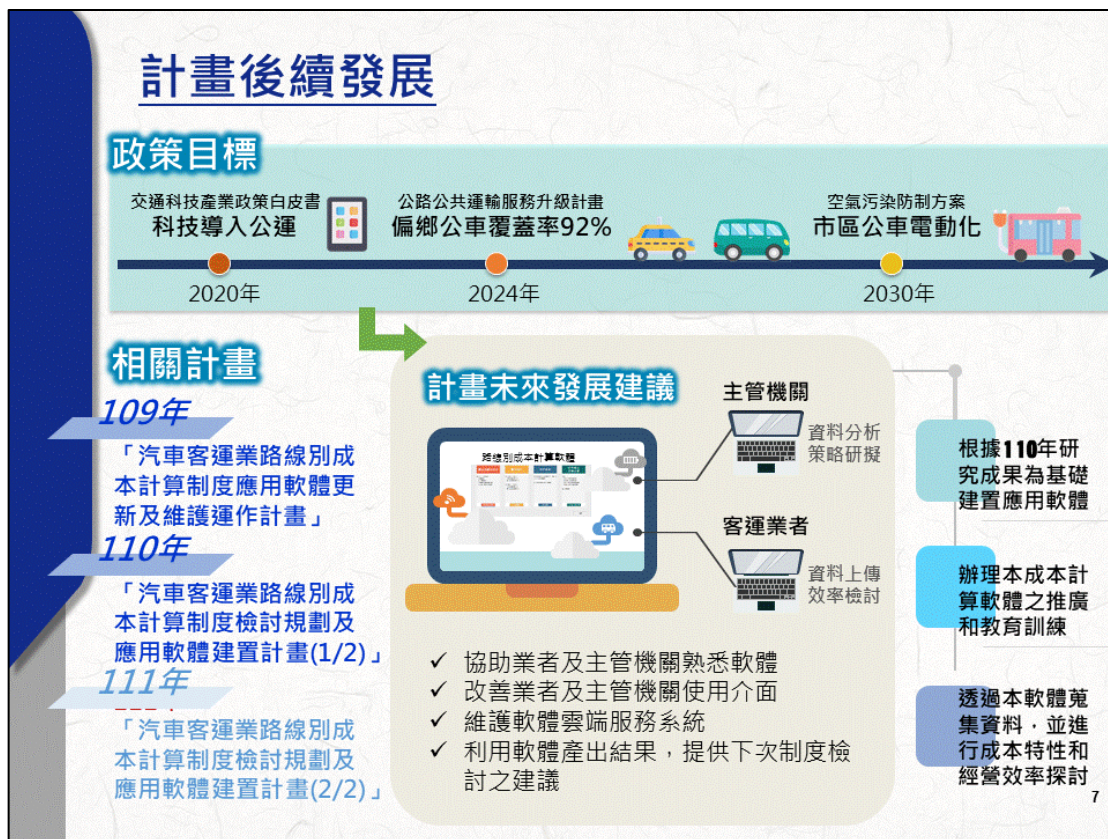 計畫後續發展
政策目標
交通科技產業政策白皮書
科技導入公運
公路公共運輸服務升級計畫
偏鄉公車覆蓋率92%
空氣污染防制方案
市區公車電動化
2020年
2024年
2030年
相關計畫
109年
「汽車客運業路線別成
本計算制度應用軟體更
新及維護運作計畫」
110年
「汽車客運業路線別成
本計算制度檢討規劃及
應用軟體建置計畫(1/2)」
111年
「汽車客運業路線別成
本計算制度檢討規劃及
應用軟體建置計畫(2/2)」
計畫未來發展建議
路線別成本計算軟體
主管機關
資料分析
策略研擬
客運業者
資料上傳
效率檢討
✓ 協助業者及主管機關熟悉軟體
✓ 改善業者及主管機關使用介面
✓ 維護軟體雲端服務系統
✓ 利用軟體產出結果，提供下次制度檢
討之建議
根據110年研
究成果為基礎
建置應用軟體
辦理本成本計
算軟體之推廣
和教育訓練
透過本軟體蒐
集資料，並進
行成本特性和
經營效率探討
7